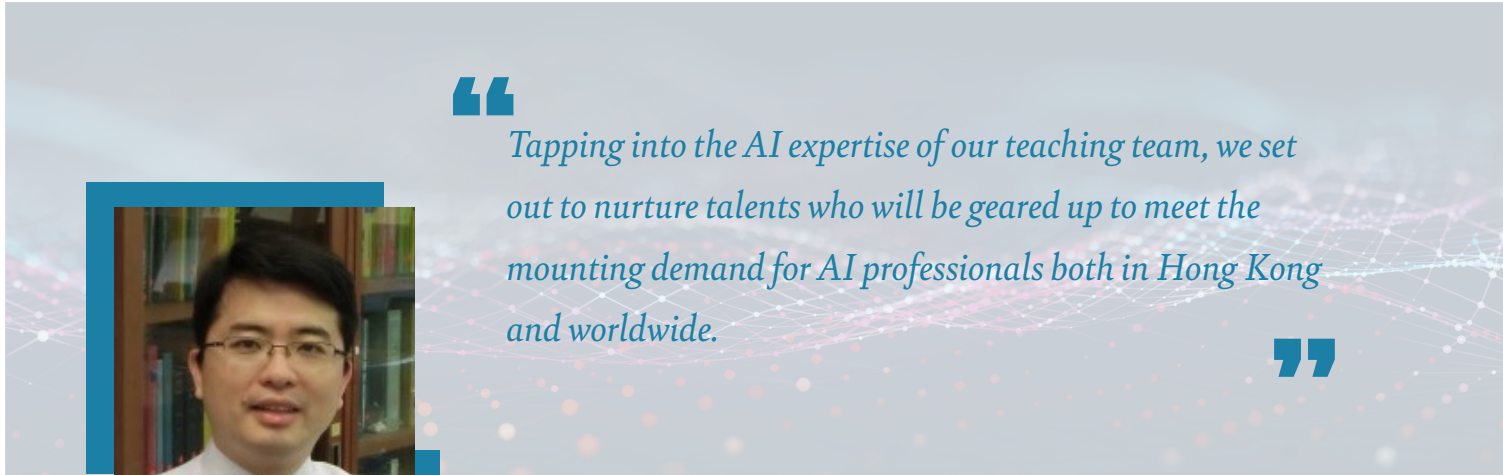 ❝
Tapping into the AI expertise of our teaching team, we set
out to nurture talents who will be geared up to meet the
mounting demand for AI professionals both in Hong Kong
and worldwide.
❞